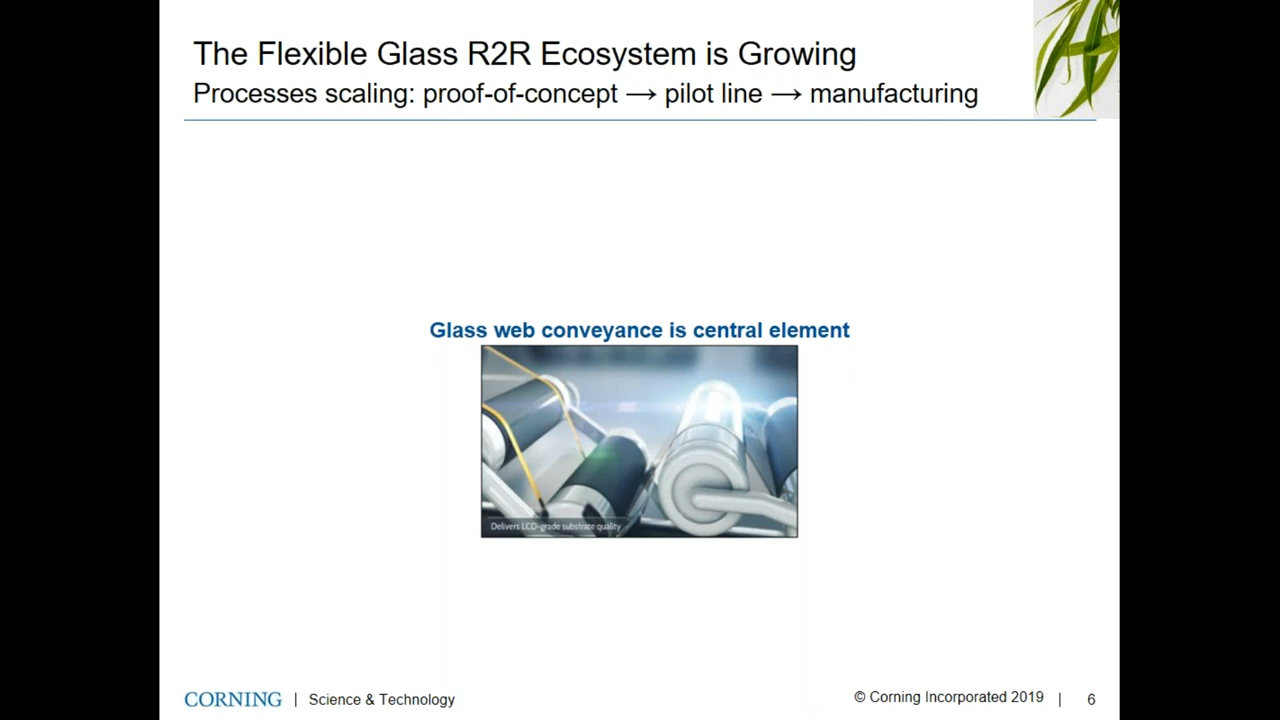 The Flexible Glass R2R Ecosystem is Growing
Processes scaling: proof-of-concept → pilot line → manufacturing
Glass web conveyance is central element
Delivers LCD-grade substrate quality
CORNING | Science & Technology
© Corning Incorporated 2019 | 6